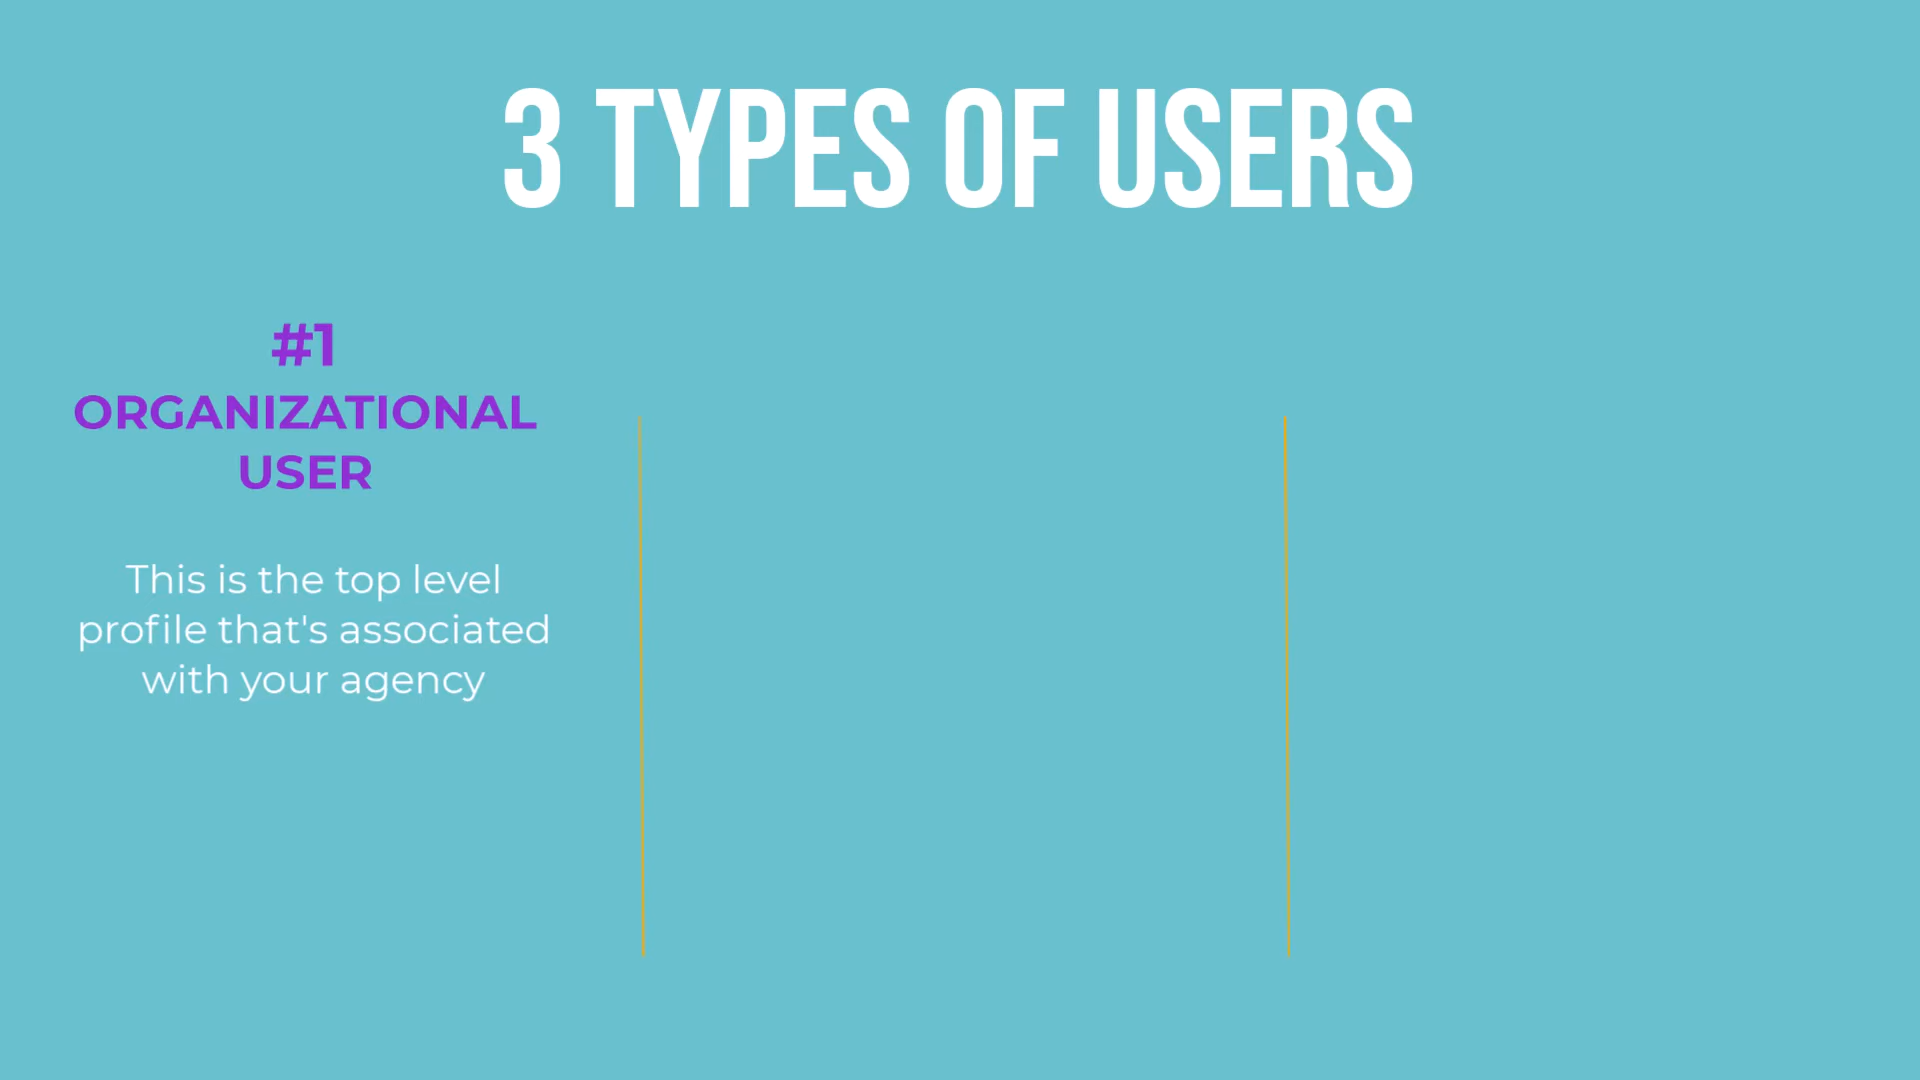 3 TYPES OF USERS
#1
ORGANIZATIONAL
USER
This is the top level
profile that's associated
with your agency